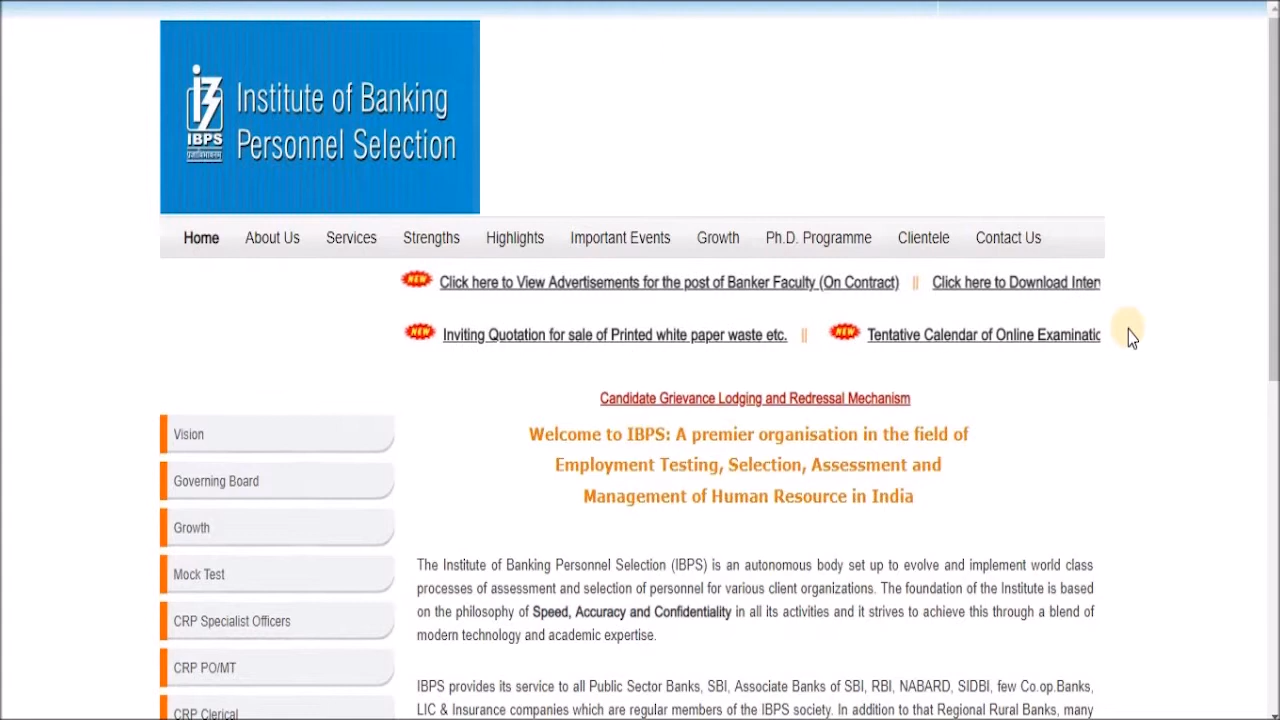 Institute of Banking
Personnel Selection
IBPS
Home About Us Services Strengths Highlights Important Events Growth Ph.D. Programme Clientele Contact Us
NEW Click here to View Advertisements for the post of Banker Faculty (On Contract) || Click here to Download
NEW Inviting Quotation for sale of Printed white paper waste etc. || NEW Tentative Calendar of Online
Candidate Grievance Lodging and Redressal Mechanism
Welcome to IBPS: A premier organisation in the field of
Employment Testing, Selection, Assessment and
Management of Human Resource in India
Vision
Governing Board
Growth
Mock Test
CRP Specialist Officers
CRP PO/MT
CRP Clerical
The Institute of Banking Personnel Selection (IBPS) is an autonomous body set up to evolve and implement world class
processes of assessment and selection of personnel for various client organizations. The foundation of the Institute is based
on the philosophy of Speed, Accuracy and Confidentiality in all its activities and it strives to achieve this through a blend of
modern technology and academic expertise.
IBPS provides its service to all Public Sector Banks, SBI, Associate Banks of SBI, RBI, NABARD, SIDBI, few Co.op.Banks,
LIC & Insurance companies which are regular members of the IBPS society. In addition to that Regional Rural Banks, many